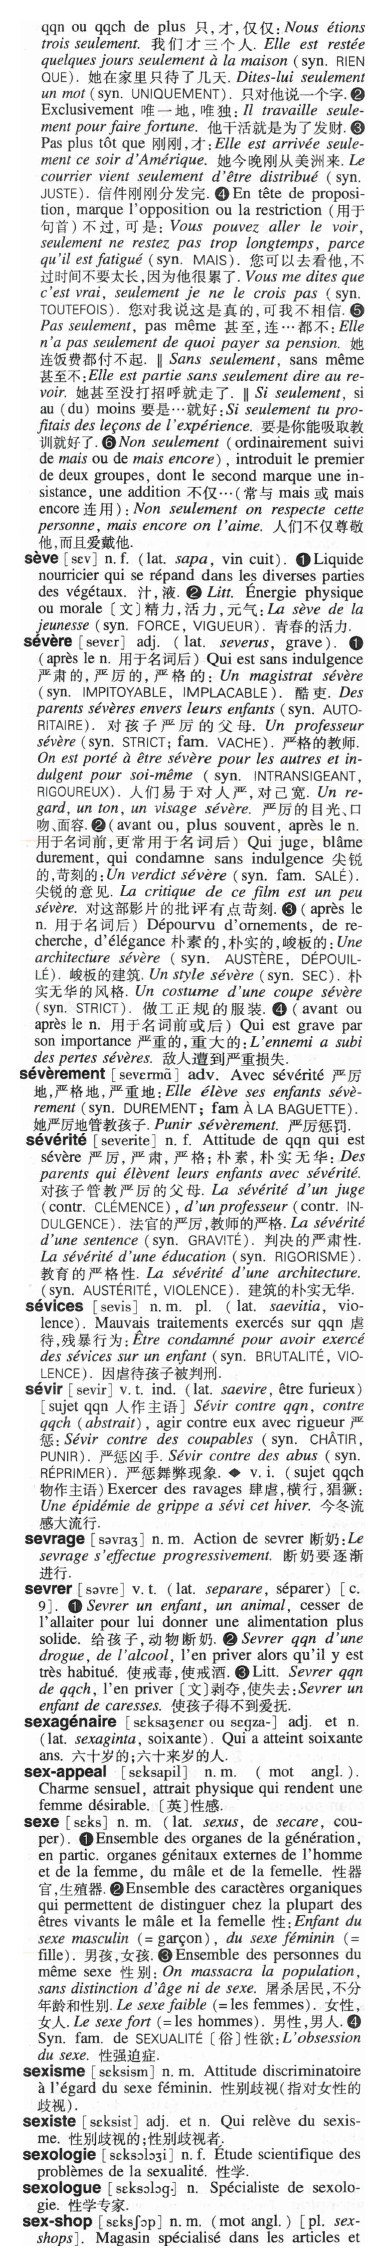 qqn ou qqch de plus 只,才,仅仅: Nous étions
trois seulement. 我们才三个人. Elle est restée
quelques jours seulement à la maison (syn. RIEN
QUE). 她在家里只待了几天. Dites-lui seulement
un mot (syn. UNIQUEMENT). 只对他说一个字. ❷
Exclusivement 唯一地,唯独: Il travaille seule-
ment pour faire fortune. 他干活就是为了发财. ❸
Pas plus tôt que 刚刚,才: Elle est arrivée seule-
ment ce soir d'Amérique. 她今晚刚从美洲来. Le
courrier vient seulement d'être distribué (syn.
JUSTE). 信件刚刚分发完. ❹ En tête de proposi-
tion, marque l'opposition ou la restriction (用于
句首) 不过,可是: Vous pouvez aller le voir,
seulement ne restez pas trop longtemps, parce
qu'il est fatigué (syn. MAIS). 您可以去看他,不
过时间不要太长,因为他很累了. Vous me dites que
c'est vrai, seulement je ne le crois pas (syn.
TOUTEFOIS). 您对我说这是真的,可我不相信. ❺
Pas seulement, pas même 甚至,连…都不: Elle
n'a pas seulement de quoi payer sa pension. 她
连饭费都付不起. ‖ Sans seulement, sans même
甚至不: Elle est partie sans seulement dire au re-
voir. 她甚至没打招呼就走了. ‖ Si seulement, si
au (du) moins 要是…就好: Si seulement tu pro-
fitais des leçons de l'expérience. 要是你能吸取教
训就好了. ❻ Non seulement (ordinairement suivi
de mais ou de mais encore), introduit le premier
de deux groupes, dont le second marque une in-
sistance, une addition 不仅…(常与 mais 或 mais
encore 连用): Non seulement on respecte cette
personne, mais encore on l'aime. 人们不仅尊敬
他,而且爱戴他.
sève [sɛv] n. f. (lat. sapa, vin cuit). ❶ Liquide
nourricier qui se répand dans les diverses parties
des végétaux. 汁,液. ❷ Litt. Énergie physique
ou morale [文]精力,活力,元气: La sève de la
jeunesse (syn. FORCE, VIGUEUR). 青春的活力.
sévère [sevɛr] adj. (lat. severus, grave). ❶
(après le n. 用于名词后) Qui est sans indulgence
严肃的,严厉的,严格的: Un magistrat sévère
(syn. IMPITOYABLE, IMPLACABLE). 酷吏. Des
parents sévères envers leurs enfants (syn. AUTO-
RITAIRE). 对孩子严厉的父母. Un professeur
sévère (syn. STRICT; fam. VACHE). 严格的教师.
On est porté à être sévère pour les autres et in-
dulgent pour soi-même (syn. INTRANSIGEANT,
RIGOUREUX). 人们易于对人严,对己宽. Un re-
gard, un ton, un visage sévère. 严厉的目光、口
吻、面容. ❷ (avant ou, plus souvent, après le n.
用于名词前,更常用于名词后) Qui juge, blâme
durement, qui condamne sans indulgence 尖锐
的,苛刻的: Un verdict sévère (syn. fam. SALÉ).
尖锐的意见. La critique de ce film est un peu
sévère. 对这部影片的批评有点苛刻. ❸ (après le
n. 用于名词后) Dépourvu d'ornements, de re-
cherche, d'élégance 朴素的,朴实的,峻板的: Une
architecture sévère (syn. AUSTÈRE, DÉPOUIL-
LÉ). 峻板的建筑. Un style sévère (syn. SEC). 朴
实无华的风格. Un costume d'une coupe sévère
(syn. STRICT). 做工正规的服装. ❹ (avant ou
après le n. 用于名词前或后) Qui est grave par
son importance 严重的,重大的: L'ennemi a subi
des pertes sévères. 敌人遭到严重损失.
sévèrement [sevɛrmɑ̃] adv. Avec sévérité 严厉
地,严格地,严重地: Elle élève ses enfants sévè-
rement (syn. DUREMENT; fam À LA BAGUETTE).
她严厉地管教孩子. Punir sévèrement. 严厉惩罚.
sévérité [severite] n. f. Attitude de qqn qui est
sévère 严厉,严肃,严格; 朴素,朴实无华: Des
parents qui élèvent leurs enfants avec sévérité.
对孩子管教严厉的父母. La sévérité d'un juge
(contr. CLÉMENCE), d'un professeur (contr. IN-
DULGENCE). 法官的严厉,教师的严格. La sévérité
d'une sentence (syn. GRAVITÉ). 判决的严肃性.
La sévérité d'une éducation (syn. RIGORISME).
教育的严格性. La sévérité d'une architecture.
(syn. AUSTÉRITÉ, VIOLENCE). 建筑的朴实无华.
sévices [sevis] n. m. pl. (lat. saevitia, vio-
lence). Mauvais traitements exercés sur qqn 虐
待,残暴行为: Être condamné pour avoir exercé
des sévices sur un enfant (syn. BRUTALITÉ, VIO-
LENCE). 因虐待孩子被判刑.
sévir [sevir] v. t. ind. (lat. saevire, être furieux)
[sujet qqn 人作主语] Sévir contre qqn, contre
qqch (abstrait), agir contre eux avec rigueur 严
惩: Sévir contre des coupables (syn. CHÂTIR,
PUNIR). 严惩凶手. Sévir contre des abus (syn.
RÉPRIMER). 严惩舞弊现象. ◆ v. i. (sujet qqch
物作主语) Exercer des ravages 肆虐,横行,猖獗:
Une épidémie de grippe a sévi cet hiver. 今冬流
感大流行.
sevrage [səvraʒ] n. m. Action de sevrer 断奶: Le
sevrage s'effectue progressivement. 断奶要逐渐
进行.
sevrer [səvre] v. t. (lat. separare, séparer) [c.
9]. ❶ Sevrer un enfant, un animal, cesser de
l'allaiter pour lui donner une alimentation plus
solide. 给孩子,动物断奶. ❷ Sevrer qqn d'une
drogue, de l'alcool, l'en priver alors qu'il y est
très habitué. 使戒毒,使戒酒. ❸ Litt. Sevrer qqn
de qqch, l'en priver [文]剥夺,使失去: Sevrer un
enfant de caresses. 使孩子得不到爱抚.
sexagénaire [sɛksaʒenɛr ou sɛgza-] adj. et n.
(lat. sexaginta, soixante). Qui a atteint soixante
ans. 六十岁的;六十来岁的人.
sex-appeal [sɛksapil] n. m. (mot angl.).
Charme sensuel, attrait physique qui rendent une
femme désirable. [英]性感.
sexe [sɛks] n. m. (lat. sexus, de secare, cou-
per). ❶ Ensemble des organes de la génération,
en partic. organes génitaux externes de l'homme
et de la femme, du mâle et de la femelle. 性器
官,生殖器. ❷ Ensemble des caractères organiques
qui permettent de distinguer chez la plupart des
êtres vivants le mâle et la femelle 性: Enfant du
sexe masculin (= garçon), du sexe féminin (=
fille). 男孩,女孩. ❸ Ensemble des personnes du
même sexe 性别: On massacra la population,
sans distinction d'âge ni de sexe. 屠杀居民,不分
年龄和性别. Le sexe faible (= les femmes). 女性,
女人. Le sexe fort (= les hommes). 男性,男人. ❹
Syn. fam. de SEXUALITÉ [俗]性欲: L'obsession
du sexe. 性强迫症.
sexisme [sɛksism] n. m. Attitude discriminatoire
à l'égard du sexe féminin. 性别歧视(指对女性的
歧视).
sexiste [sɛksist] adj. et n. Qui relève du sexis-
me. 性别歧视的;性别歧视者.
sexologie [sɛksɔlɔʒi] n. f. Étude scientifique des
problèmes de la sexualité. 性学.
sexologue [sɛksɔlɔg-] n. Spécialiste de sexolo-
gie. 性学专家.
sex-shop [sɛksʃɔp] n. m. (mot angl.) [pl. sex-
shops]. Magasin spécialisé dans les articles et